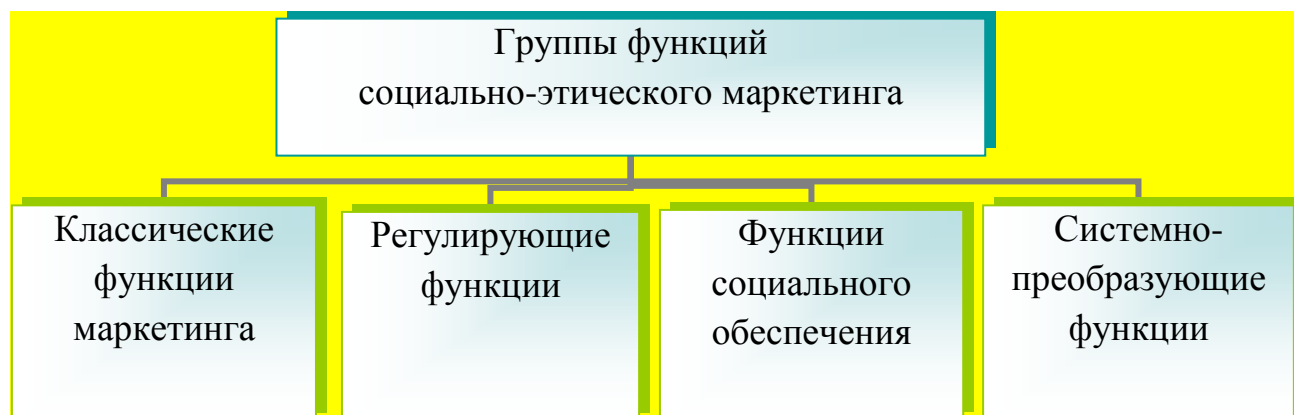 Группы функций
социально-этического маркетинга
Классические
функции
маркетинга
Регулирующие
функции
Функции
социального
обеспечения
Системно-
преобразующие
функции